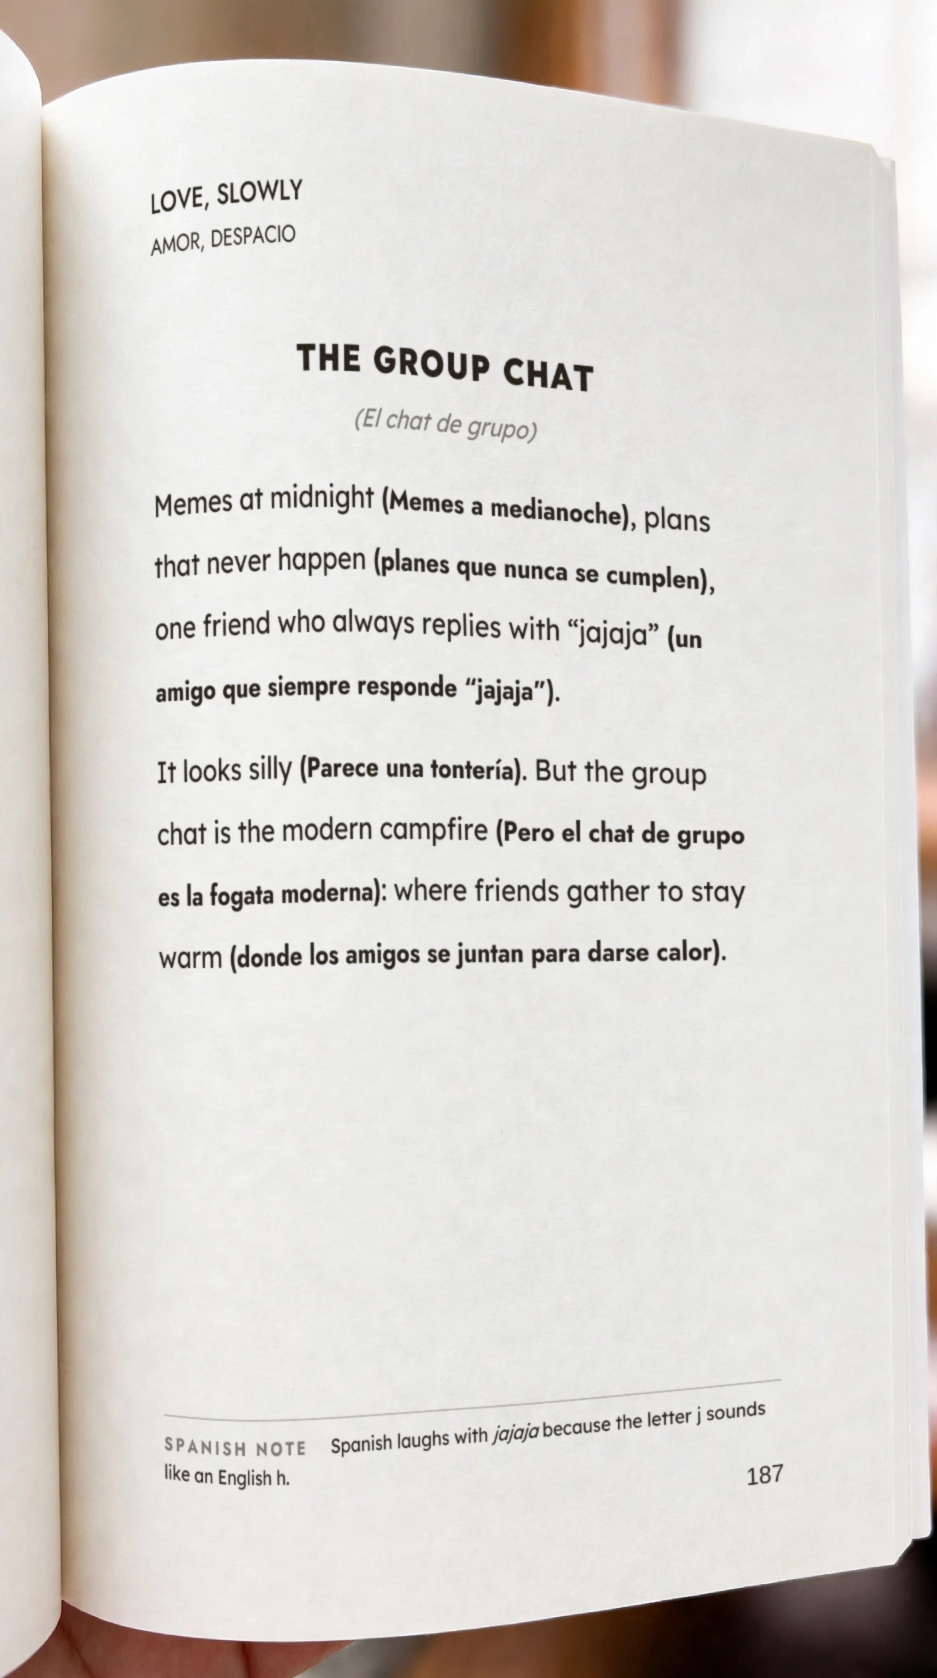 LOVE, SLOWLY
AMOR, DESPACIO
THE GROUP CHAT
(El chat de grupo)
Memes at midnight (Memes a medianoche), plans
that never happen (planes que nunca se cumplen),
one friend who always replies with “jajaja” (un
amigo que siempre responde “jajaja”).
It looks silly (Parece una tontería). But the group
chat is the modern campfire (Pero el chat de grupo
es la fogata moderna): where friends gather to stay
warm (donde los amigos se juntan para darse calor).
SPANISH NOTE Spanish laughs with jajaja because the letter j sounds
like an English h.
187